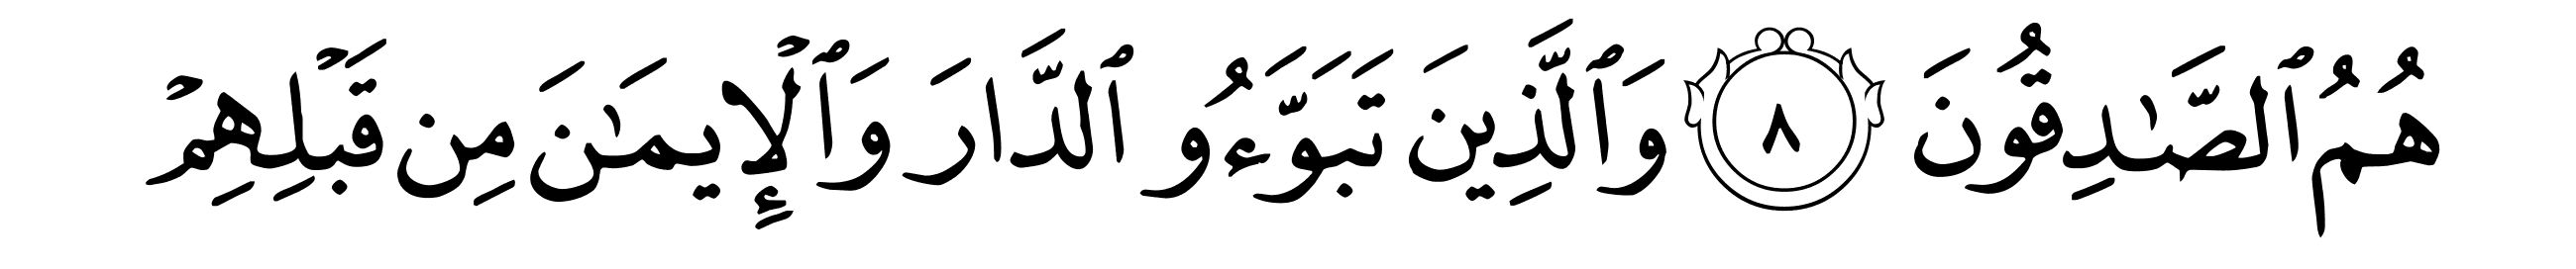 هُمُ ٱلصَّـٰدِقُونَ ٨ وَٱلَّذِينَ تَبَوَّءُو ٱلدَّارَ وَٱلْإِيمَـٰنَ مِن قَبْلِهِمْ